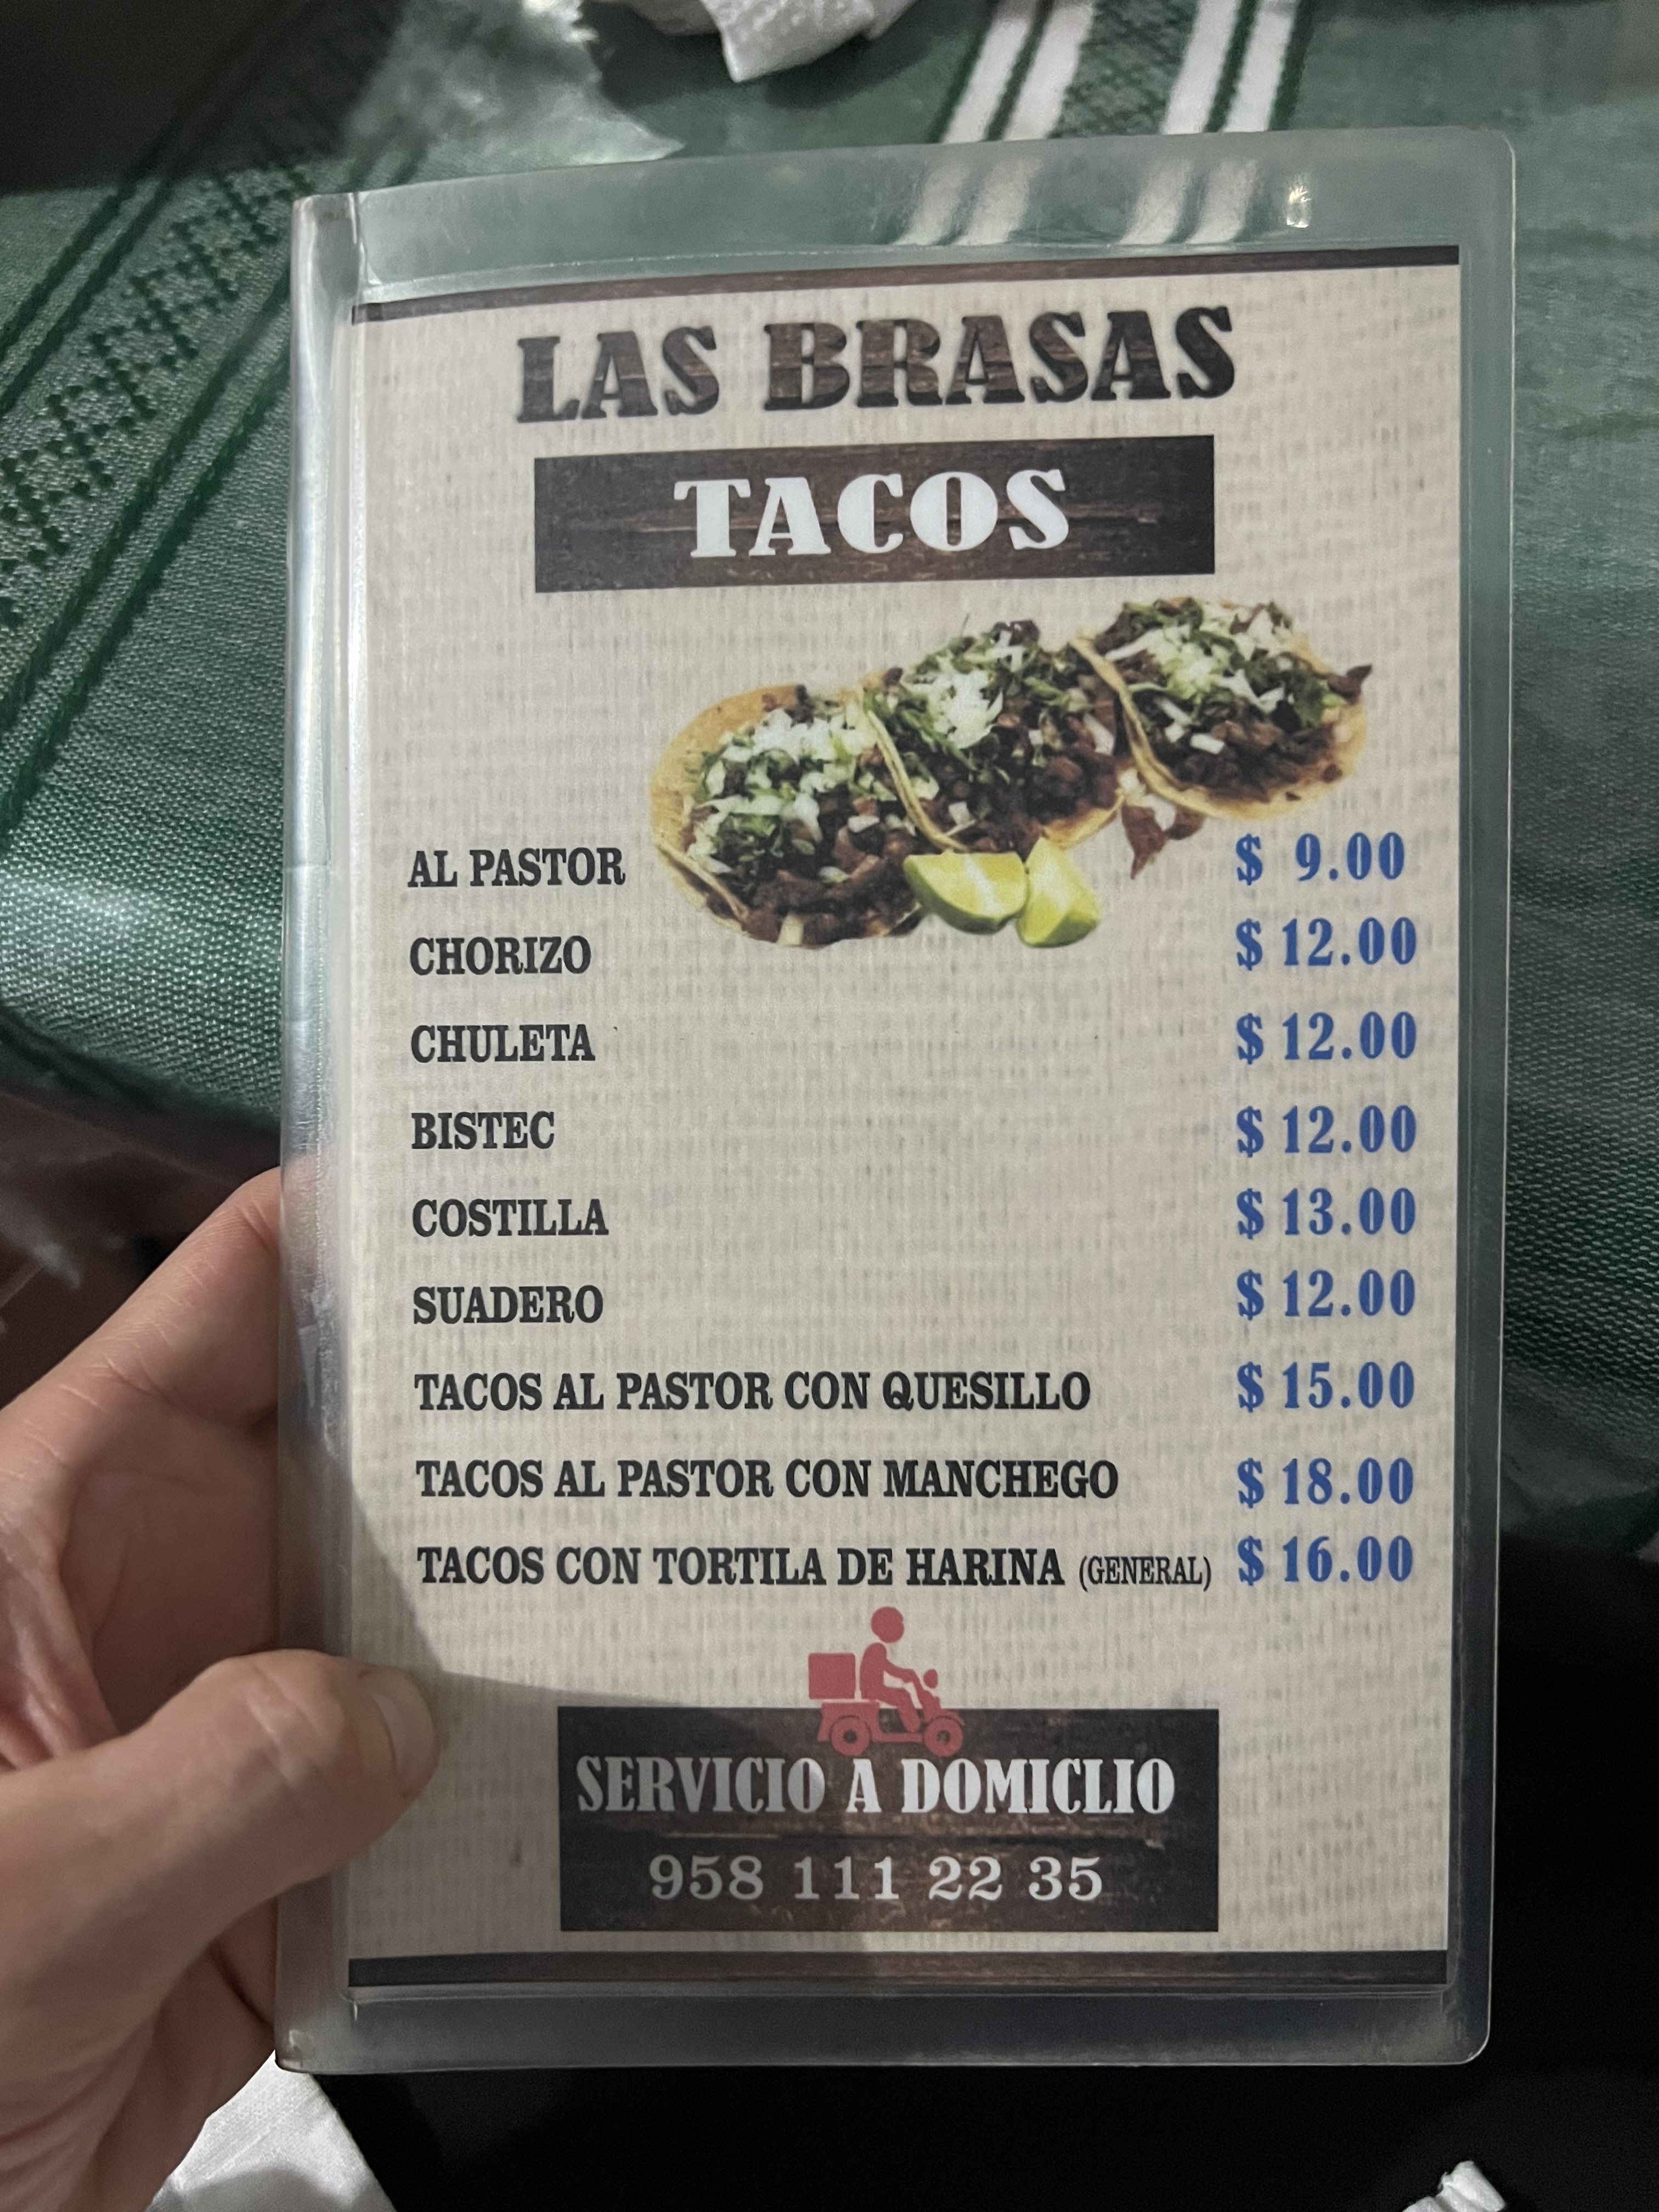 LAS BRASAS
TACOS
AL PASTOR $ 9.00
CHORIZO $ 12.00
CHULETA $ 12.00
BISTEC $ 12.00
COSTILLA $ 13.00
SUADERO $ 12.00
TACOS AL PASTOR CON QUESILLO $ 15.00
TACOS AL PASTOR CON MANCHEGO $ 18.00
TACOS CON TORTILA DE HARINA (GENERAL) $ 16.00
SERVICIO A DOMICLIO
958 111 22 35